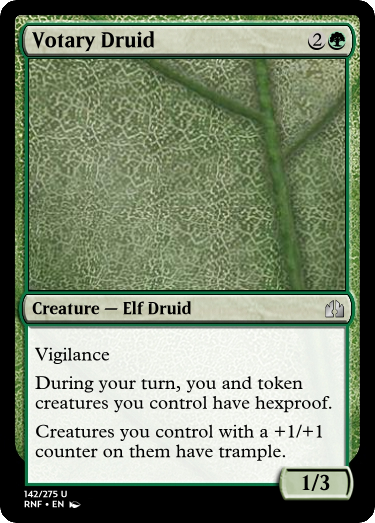 Votary Druid 2
Creature — Elf Druid
Vigilance
During your turn, you and token
creatures you control have hexproof.
Creatures you control with a +1/+1
counter on them have trample.
1/3
142/275 U
RNF • EN